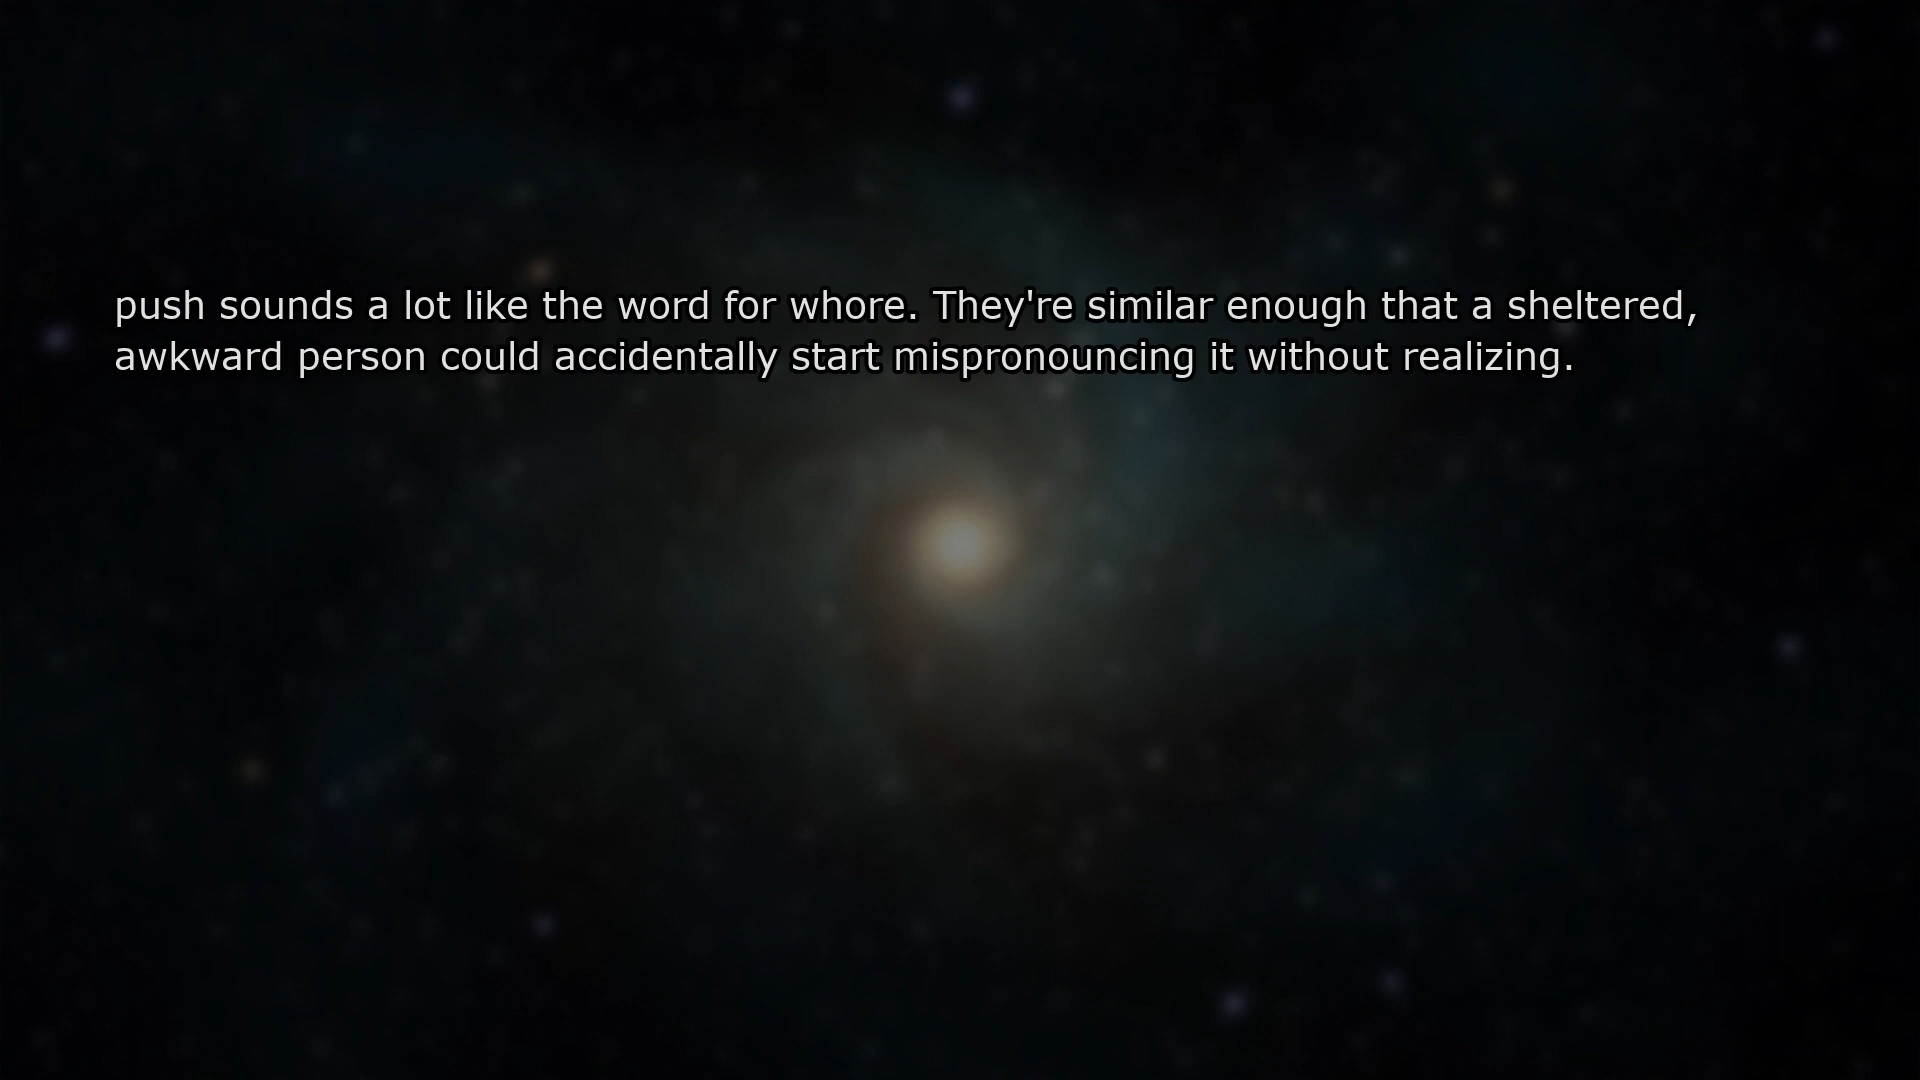 push sounds a lot like the word for whore. They're similar enough that a sheltered,
awkward person could accidentally start mispronouncing it without realizing.